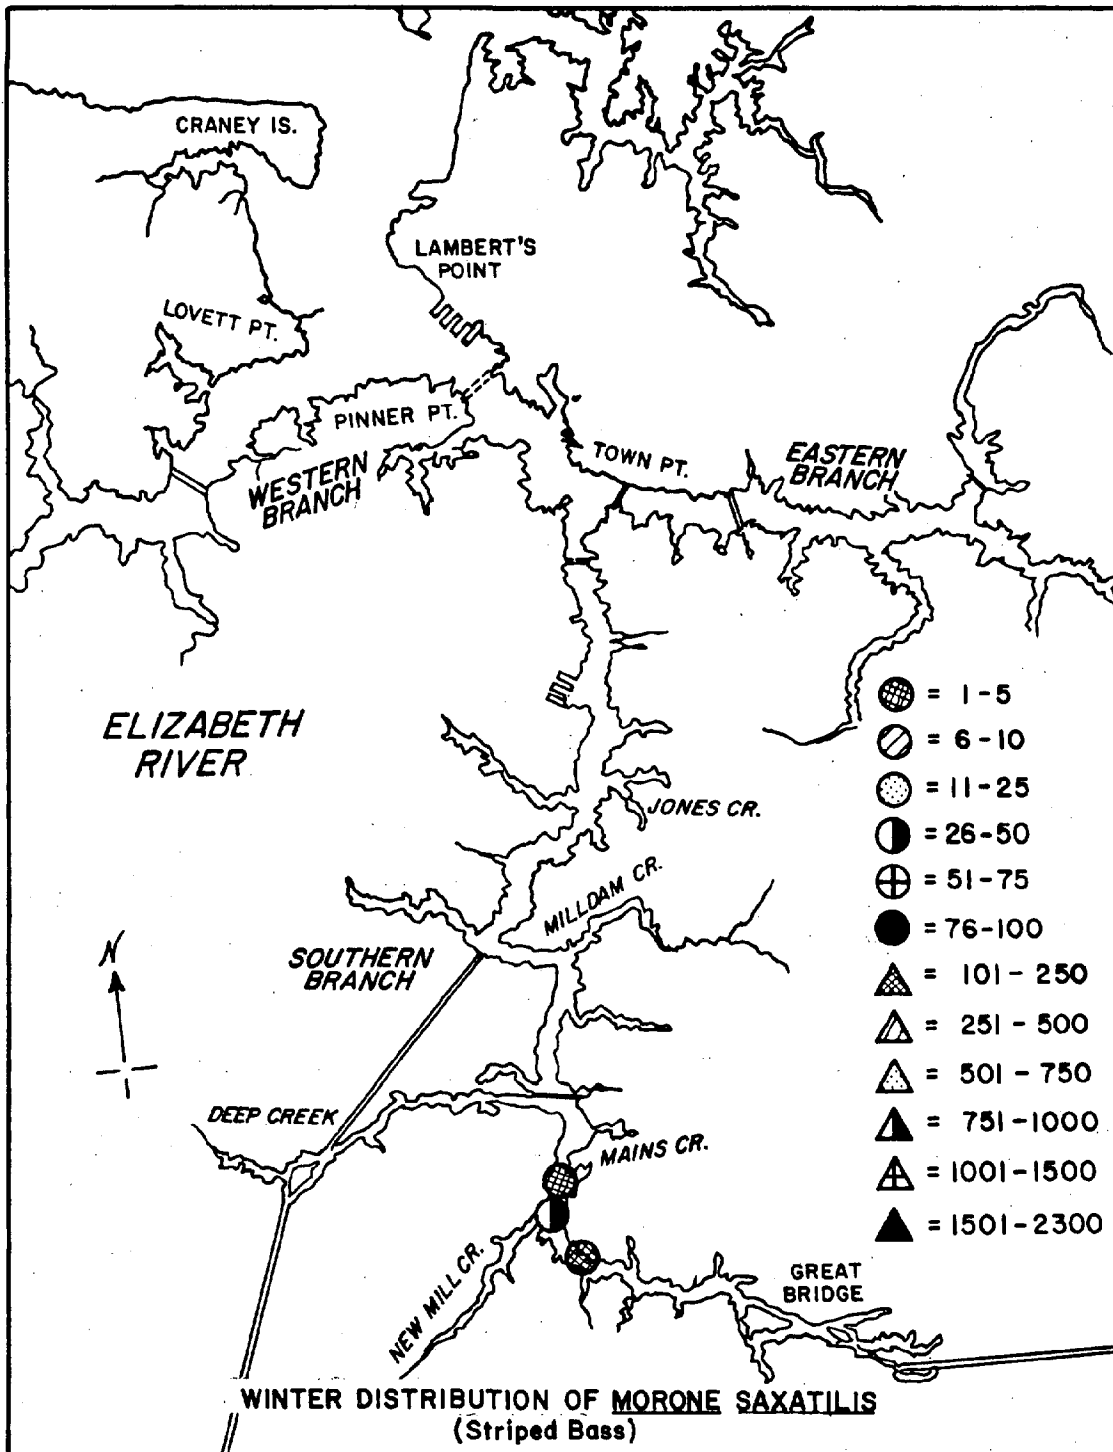 CRANEY IS.
LAMBERT'S
POINT
LOVETT PT.
PINNER PT.
WESTERN
BRANCH
TOWN PT.
EASTERN
BRANCH
ELIZABETH
RIVER
= 1-5
= 6-10
= 11-25
= 26-50
= 51-75
= 76-100
= 101-250
= 251-500
= 501-750
= 751-1000
= 1001-1500
= 1501-2300
JONES CR.
MILLDAM CR.
SOUTHERN
BRANCH
N
DEEP CREEK
MAINS CR.
NEW MILL CR.
GREAT
BRIDGE
WINTER DISTRIBUTION OF MORONE SAXATILIS
(Striped Bass)